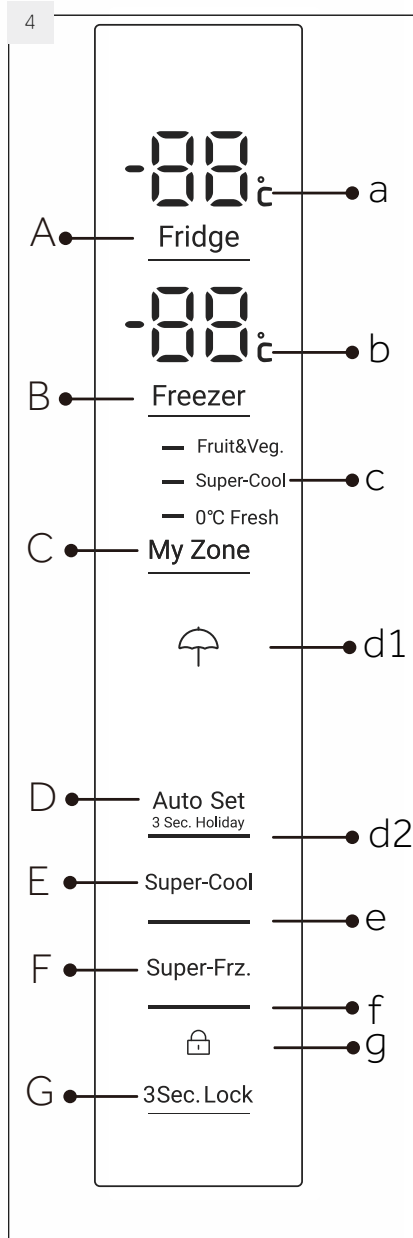 4
-88°c
a
A
Fridge
-88°c
b
B
Freezer
Fruit&Veg.
Super-Cool
c
0°C Fresh
C
My Zone
d1
D
Auto Set
3 Sec. Holiday
d2
E
Super-Cool
e
F
Super-Frz.
f
g
G
3Sec.Lock